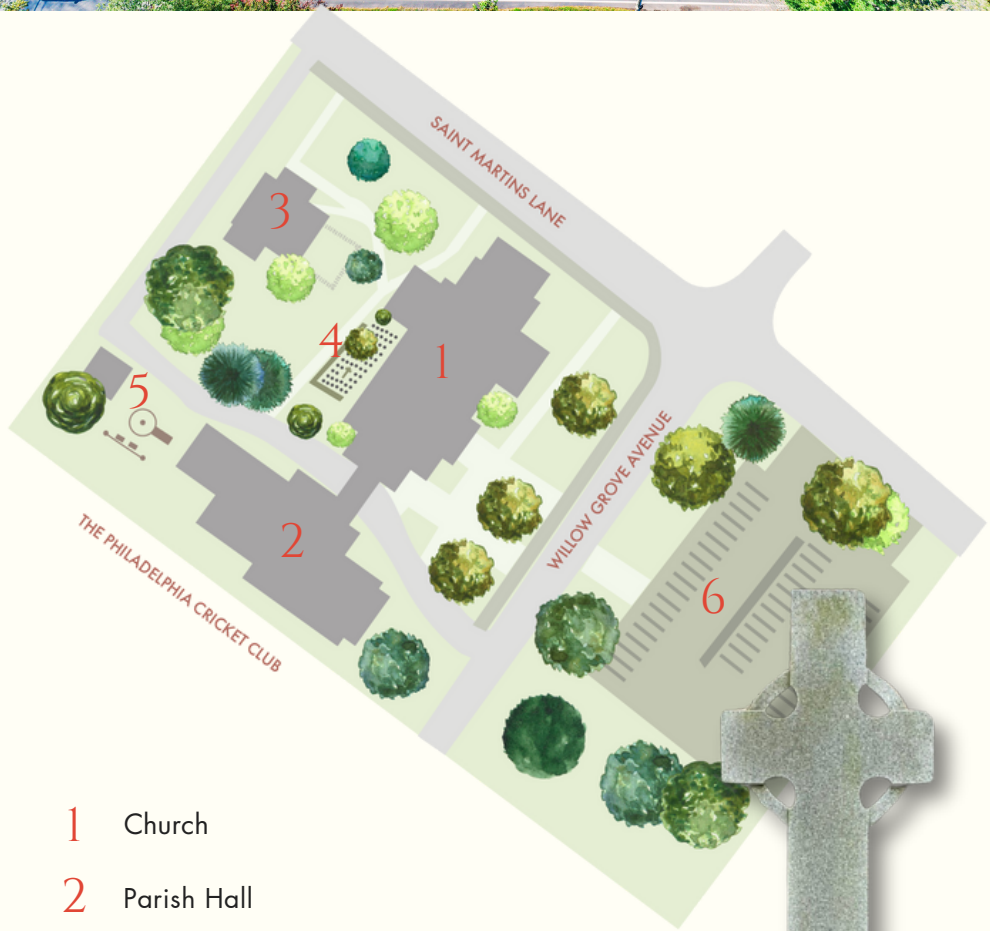 SAINT MARTINS LANE
3
4
1
5
WILLOW GROVE AVENUE
2
6
THE PHILADELPHIA CRICKET CLUB
1 Church
2 Parish Hall